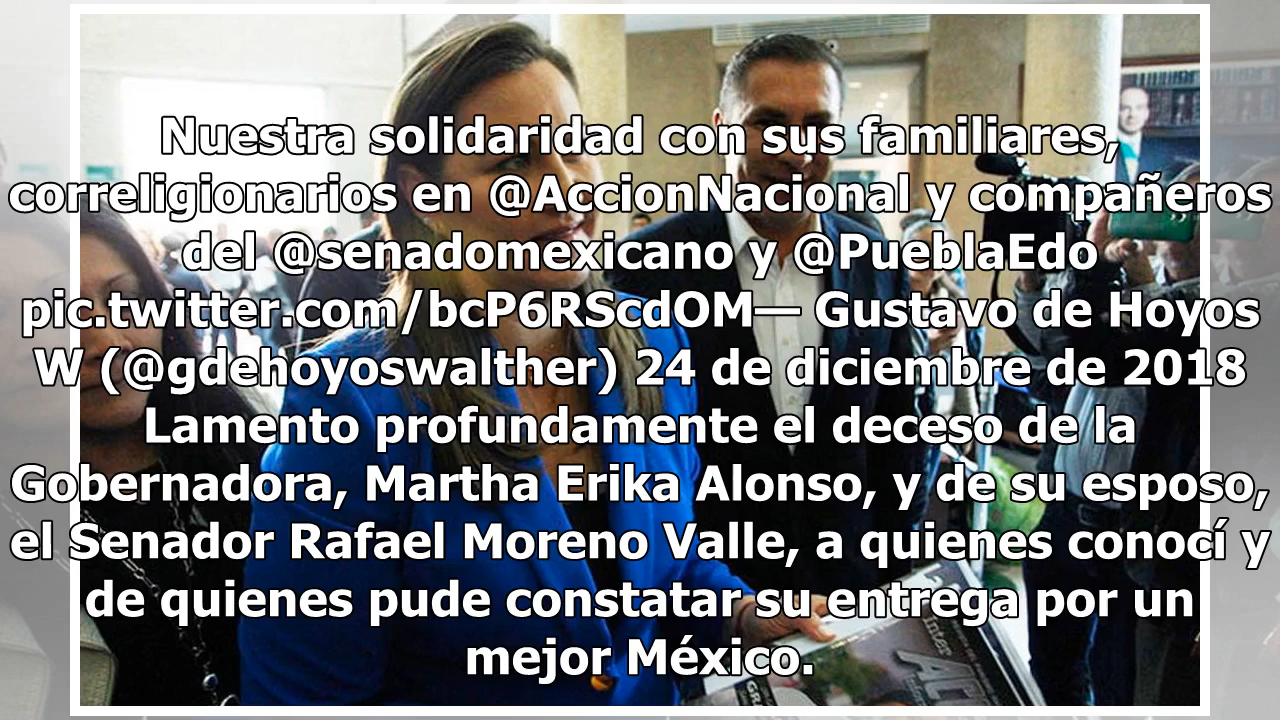 Nuestra solidaridad con sus familiares,
correligionarios en @AccionNacional y compañeros
del @senadomexicano y @PueblaEdo
pic.twitter.com/bcP6RScdOM— Gustavo de Hoyos
W (@gdehoyoswalther) 24 de diciembre de 2018
Lamento profundamente el deceso de la
Gobernadora, Martha Erika Alonso, y de su esposo,
el Senador Rafael Moreno Valle, a quienes conocí y
de quienes pude constatar su entrega por un
mejor México.